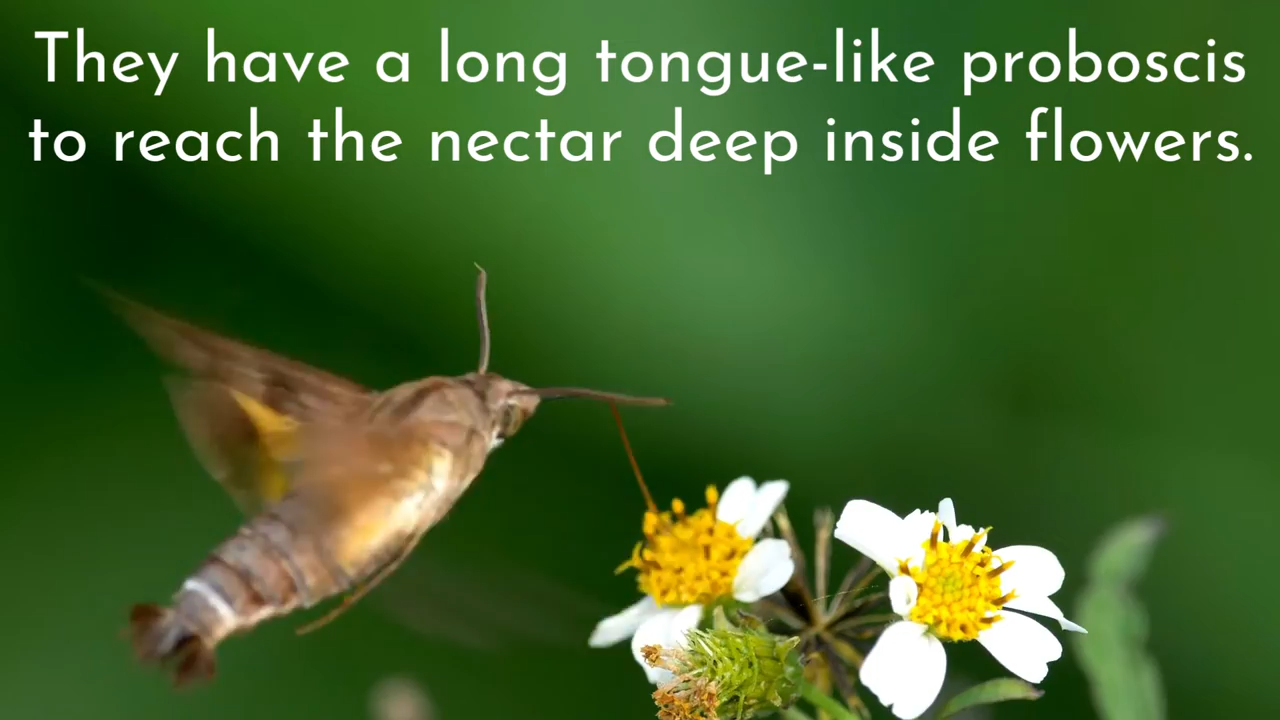 They have a long tongue-like proboscis
to reach the nectar deep inside flowers.